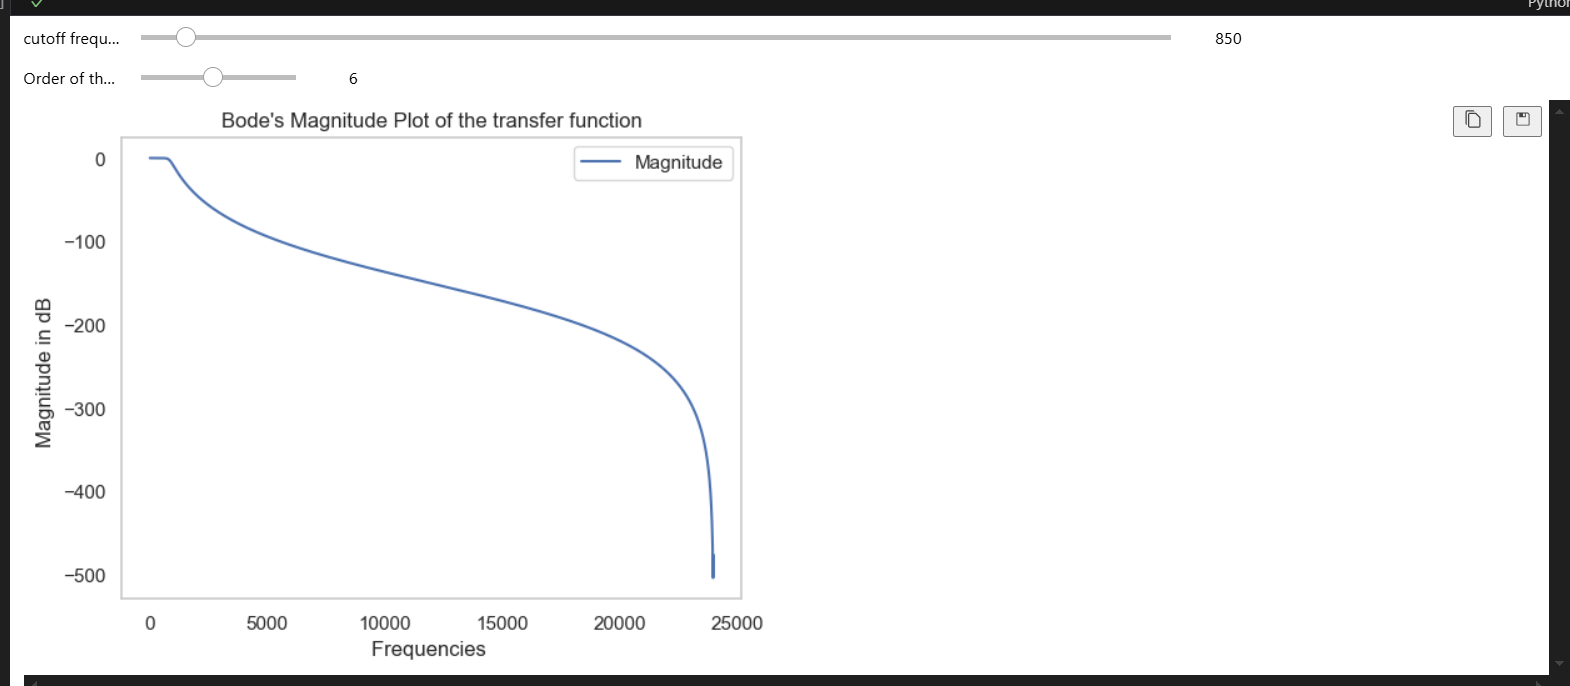 Python
cutoff frequ...
850
Order of th...
6
Bode's Magnitude Plot of the transfer function
Magnitude
0
−100
−200
−300
−400
−500
Magnitude in dB
0 5000 10000 15000 20000 25000
Frequencies